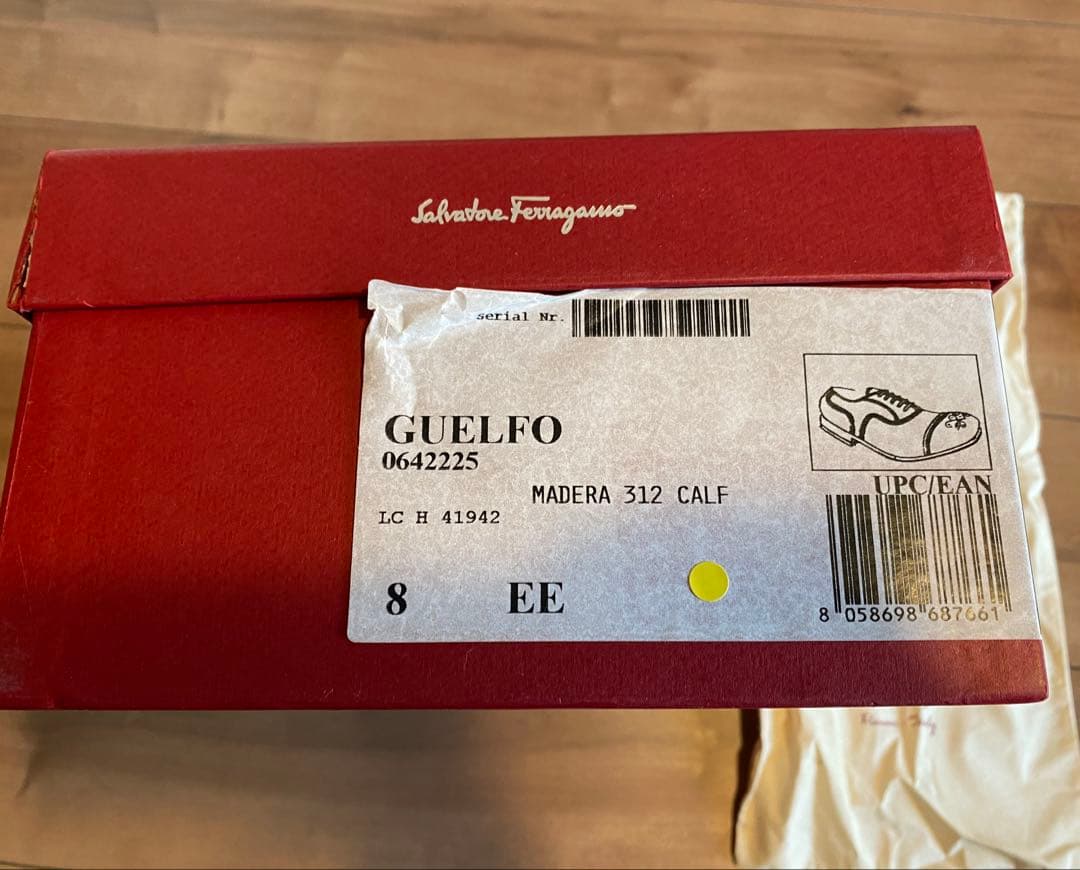 Salvatore Ferragamo
serial Nr.
GUELFO
0642225
MADERA 312 CALF
LC H 41942
8 EE
UPC/EAN
8 058698 687661